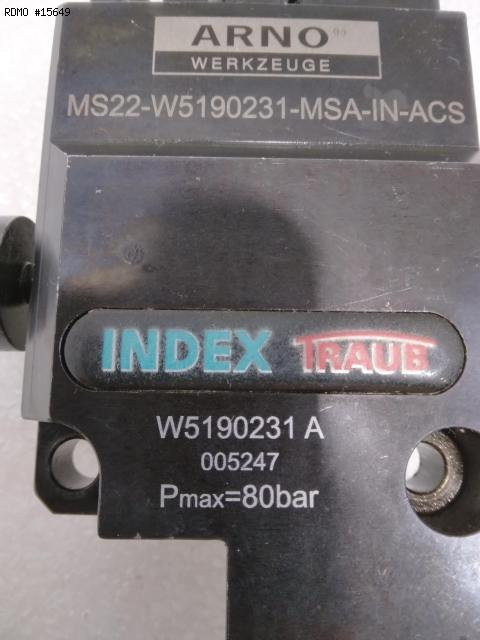 RDMO #15649
ARNO
WERKZEUGE
MS22-W5190231-MSA-IN-ACS
INDEX TRAUB
W5190231 A
005247
Pmax=80bar